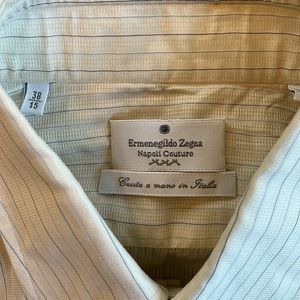 38
15
Ermenegildo Zegna
Napoli Couture
Cucita a mano in Italia